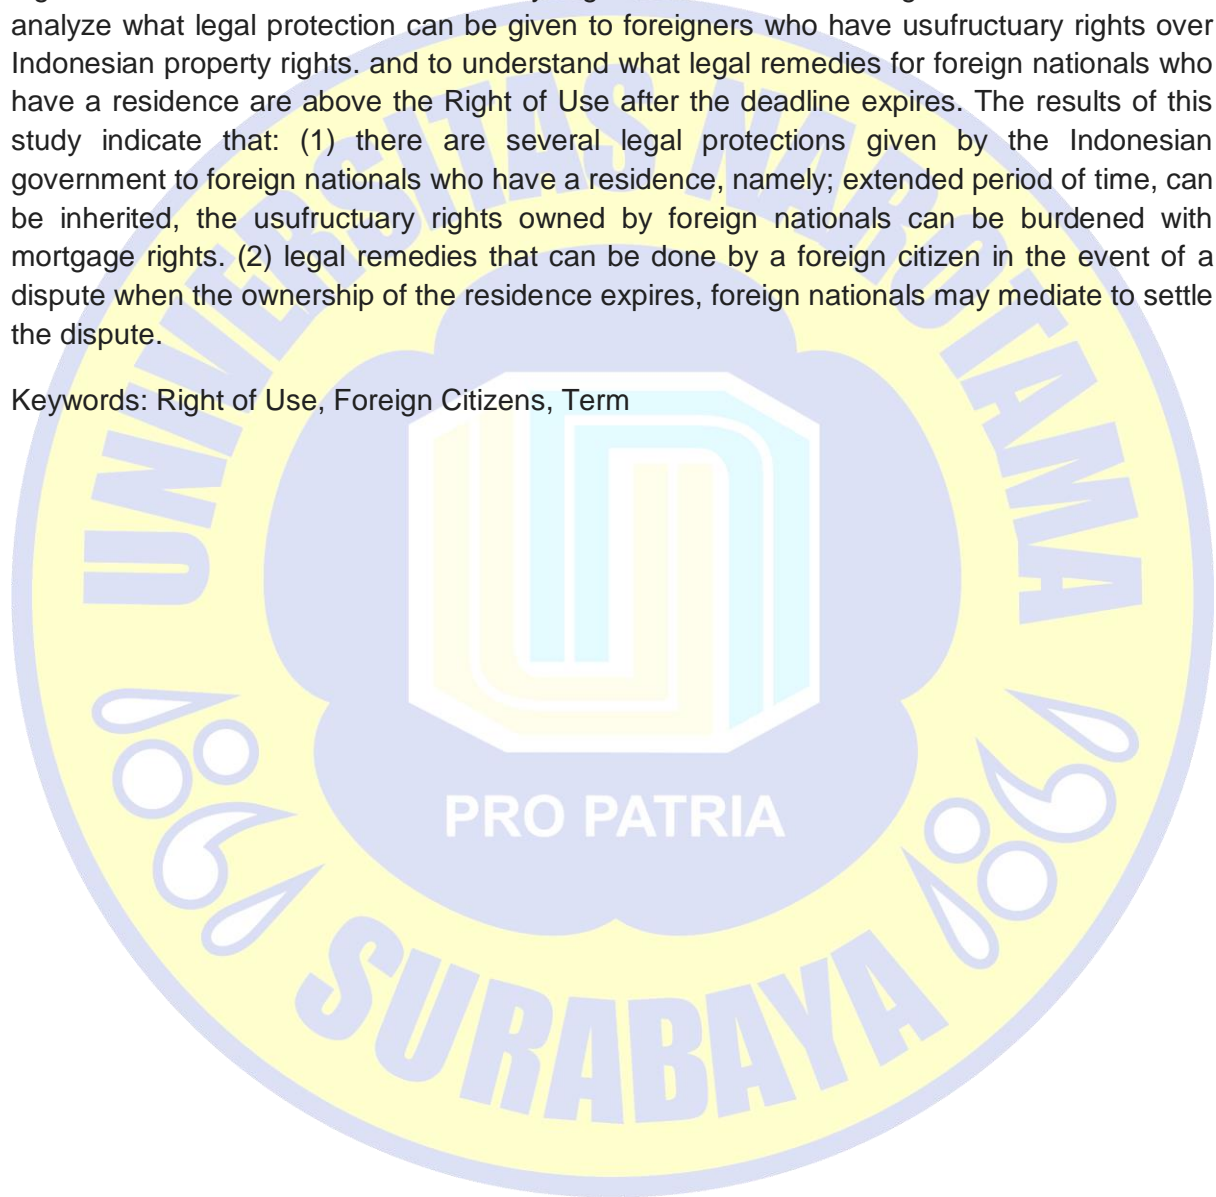 analyze what legal protection can be given to foreigners who have usufructuary rights over
Indonesian property rights. and to understand what legal remedies for foreign nationals who
have a residence are above the Right of Use after the deadline expires. The results of this
study indicate that: (1) there are several legal protections given by the Indonesian
government to foreign nationals who have a residence, namely; extended period of time, can
be inherited, the usufructuary rights owned by foreign nationals can be burdened with
mortgage rights. (2) legal remedies that can be done by a foreign citizen in the event of a
dispute when the ownership of the residence expires, foreign nationals may mediate to settle
the dispute.
Keywords: Right of Use, Foreign Citizens, Term
UNIVERSITAS NAROTAMA
PRO PATRIA
SURABAYA